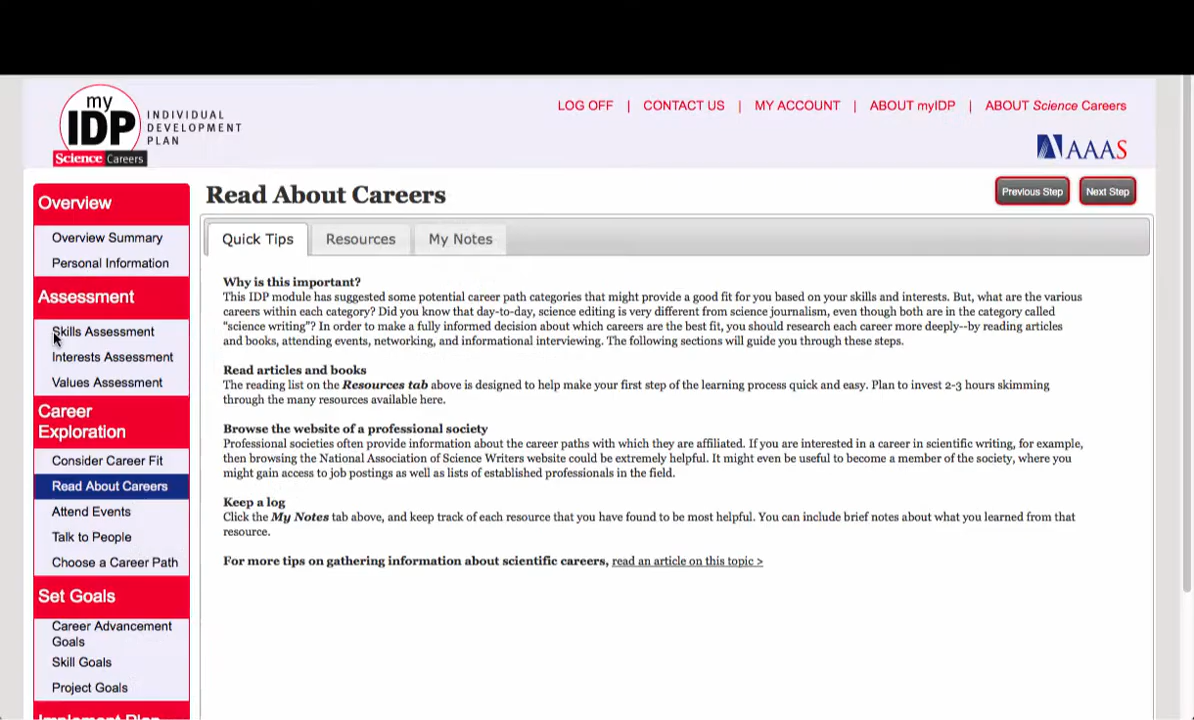 my
IDP
INDIVIDUAL
DEVELOPMENT
PLAN
Science Careers
LOG OFF | CONTACT US | MY ACCOUNT | ABOUT myIDP | ABOUT Science Careers
AAAS
Overview
Overview Summary
Personal Information
Assessment
Skills Assessment
Interests Assessment
Values Assessment
Career
Exploration
Consider Career Fit
Read About Careers
Attend Events
Talk to People
Choose a Career Path
Set Goals
Career Advancement
Goals
Skill Goals
Project Goals
Implement Plan
Read About Careers
Previous Step
Next Step
Quick Tips
Resources
My Notes
Why is this important?
This IDP module has suggested some potential career path categories that might provide a good fit for you based on your skills and interests. But, what are the various
careers within each category? Did you know that day-to-day, science editing is very different from science journalism, even though both are in the category called
"science writing"? In order to make a fully informed decision about which careers are the best fit, you should research each career more deeply--by reading articles
and books, attending events, networking, and informational interviewing. The following sections will guide you through these steps.
Read articles and books
The reading list on the Resources tab above is designed to help make your first step of the learning process quick and easy. Plan to invest 2-3 hours skimming
through the many resources available here.
Browse the website of a professional society
Professional societies often provide information about the career paths with which they are affiliated. If you are interested in a career in scientific writing, for example,
then browsing the National Association of Science Writers website could be extremely helpful. It might even be useful to become a member of the society, where you
might gain access to job postings as well as lists of established professionals in the field.
Keep a log
Click the My Notes tab above, and keep track of each resource that you have found to be most helpful. You can include brief notes about what you learned from that
resource.
For more tips on gathering information about scientific careers, read an article on this topic >